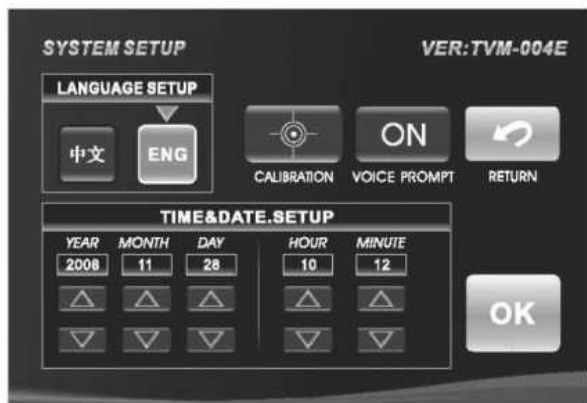 SYSTEM SETUP
VER:TVM-004E
LANGUAGE SETUP
中文
ENG
ON
CALIBRATION
VOICE PROMPT
RETURN
TIME&DATE.SETUP
YEAR MONTH DAY HOUR MINUTE
2008 11 28 10 12
OK